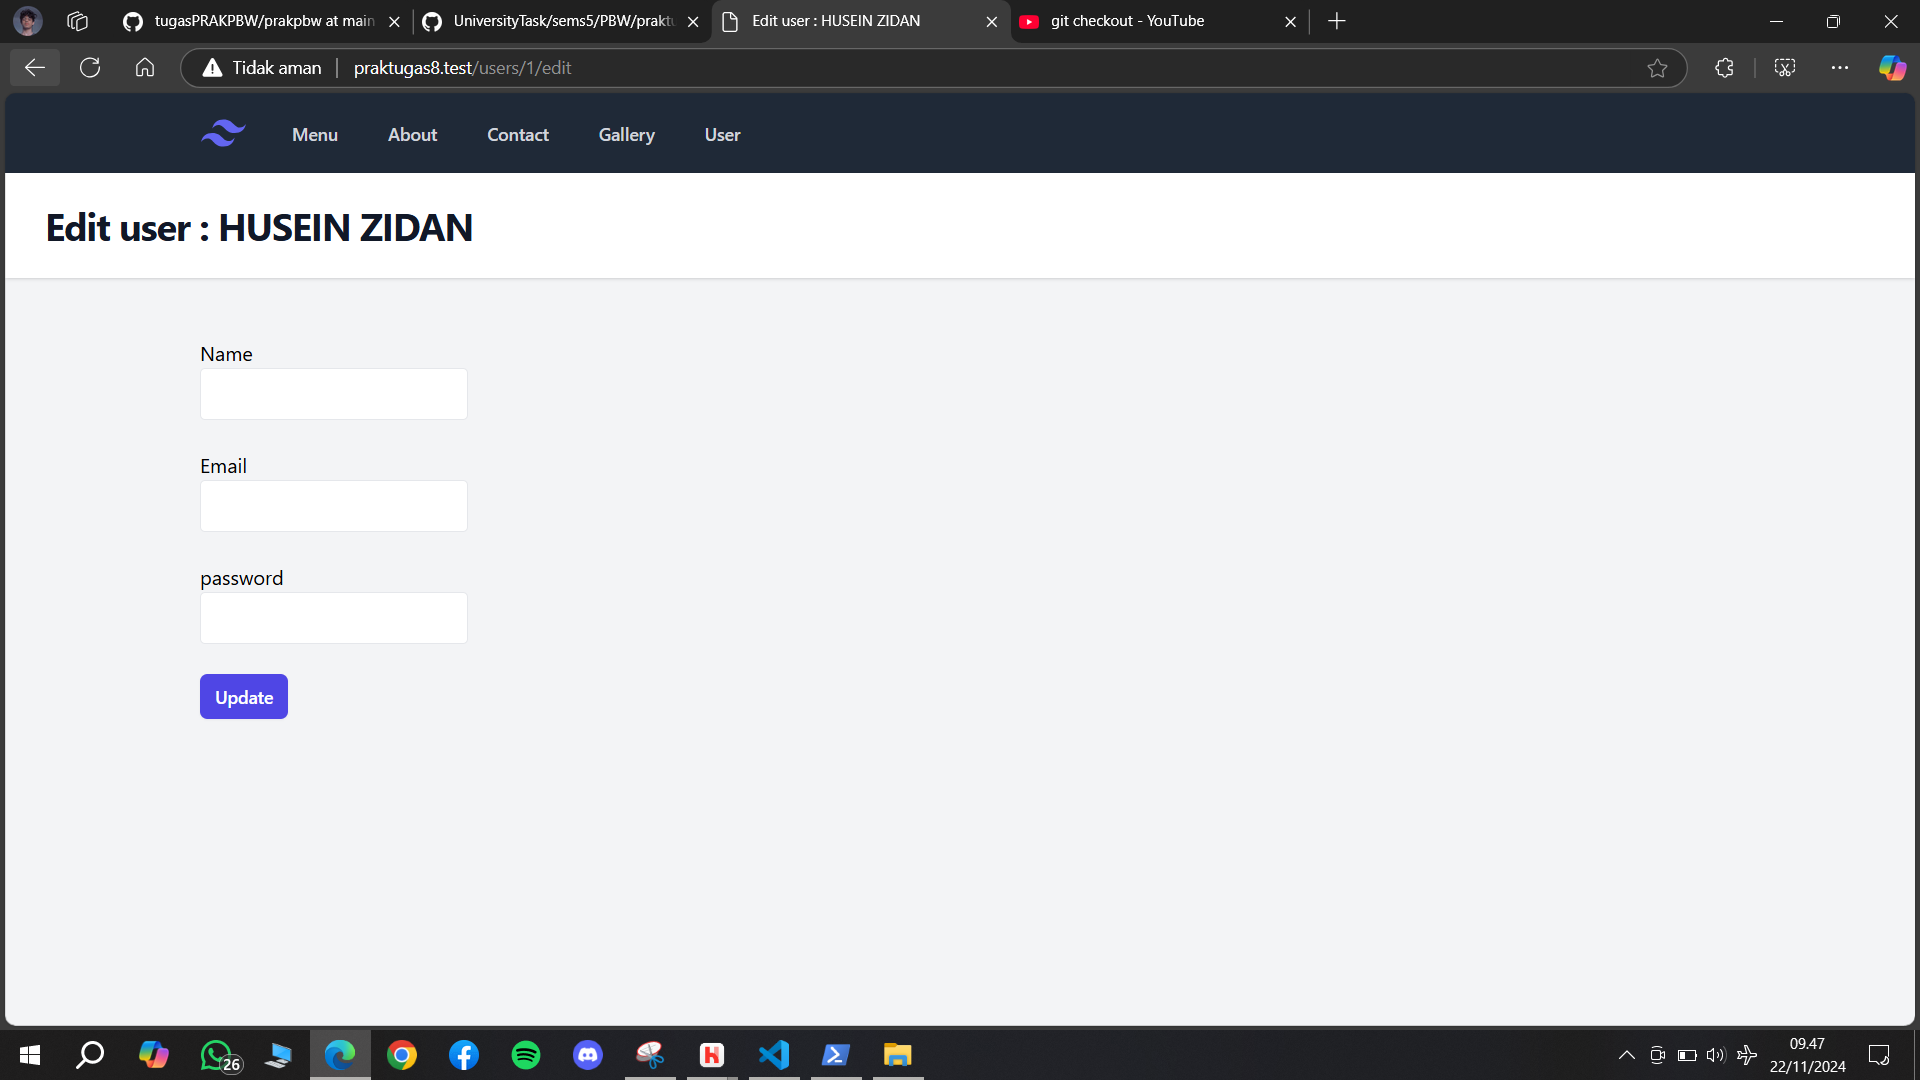 tugasPRAKPBW/prakpbw at main
UniversityTask/sems5/PBW/praktu
Edit user : HUSEIN ZIDAN
git checkout - YouTube
Tidak aman
praktugas8.test/users/1/edit
Menu
About
Contact
Gallery
User
Edit user : HUSEIN ZIDAN
Name
Email
password
Update
26
09.47
22/11/2024